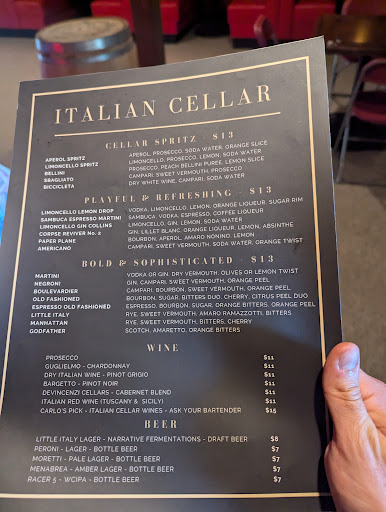 ITALIAN CELLAR
CELLAR SPRITZ - $13
APEROL SPRITZ APEROL, PROSECCO, SODA WATER, ORANGE SLICE
LIMONCELLO SPRITZ LIMONCELLO, PROSECCO, LEMON, SODA WATER
BELLINI PROSECCO, PEACH BELLINI PUREE, LEMON SLICE
SBAGLIATO CAMPARI, SWEET VERMOUTH, PROSECCO
BICCICLETA DRY WHITE WINE, CAMPARI, SODA WATER
PLAYFUL & REFRESHING - $13
LIMONCELLO LEMON DROP VODKA, LIMONCELLO, LEMON, ORANGE LIQUEUR, SUGAR RIM
SAMBUCA ESPRESSO MARTINI SAMBUCA, VODKA, ESPRESSO, COFFEE LIQUEUR
LIMONCELLO GIN COLLINS GIN, LIMONCELLO, LEMON, SODA WATER
CORPSE REVIVER No. 2 GIN, LILLET BLANC, ORANGE LIQUEUR, LEMON, ABSINTHE
PAPER PLANE BOURBON, APEROL, AMARO NONINO, LEMON
AMERICANO CAMPARI, SWEET VERMOUTH, SODA WATER, ORANGE TWIST
BOLD & SOPHISTICATED - $13
MARTINI VODKA OR GIN, DRY VERMOUTH, OLIVES OR LEMON TWIST
NEGRONI GIN, CAMPARI, SWEET VERMOUTH, ORANGE PEEL
BOULEVARDIER CAMPARI, BOURBON, SWEET VERMOUTH, ORANGE PEEL
OLD FASHIONED BOURBON, SUGAR, BITTERS DUO, CHERRY, CITRUS PEEL DUO
ESPRESSO OLD FASHIONED ESPRESSO, BOURBON, SUGAR, ORANGE BITTERS, ORANGE PEEL
LITTLE ITALY RYE, SWEET VERMOUTH, AMARO RAMAZZOTTI, BITTERS
MANHATTAN RYE, SWEET VERMOUTH, BITTERS, CHERRY
GODFATHER SCOTCH, AMARETTO, ORANGE BITTERS
WINE
PROSECCO $11
GUGLIELMO - CHARDONNAY $11
DRY ITALIAN WINE - PINOT GRIGIO $11
BARGETTO - PINOT NOIR $11
DEVINCENZI CELLARS - CABERNET BLEND $11
ITALIAN RED WINE (TUSCANY & SICILY) $11
CARLO'S PICK - ITALIAN CELLAR WINES - ASK YOUR BARTENDER $15
BEER
LITTLE ITALY LAGER - NARRATIVE FERMENTATIONS - DRAFT BEER $8
PERONI - LAGER - BOTTLE BEER $7
MORETTI - PALE LAGER - BOTTLE BEER $7
MENABREA - AMBER LAGER - BOTTLE BEER $7
RACER 5 - WCIPA - BOTTLE BEER $7